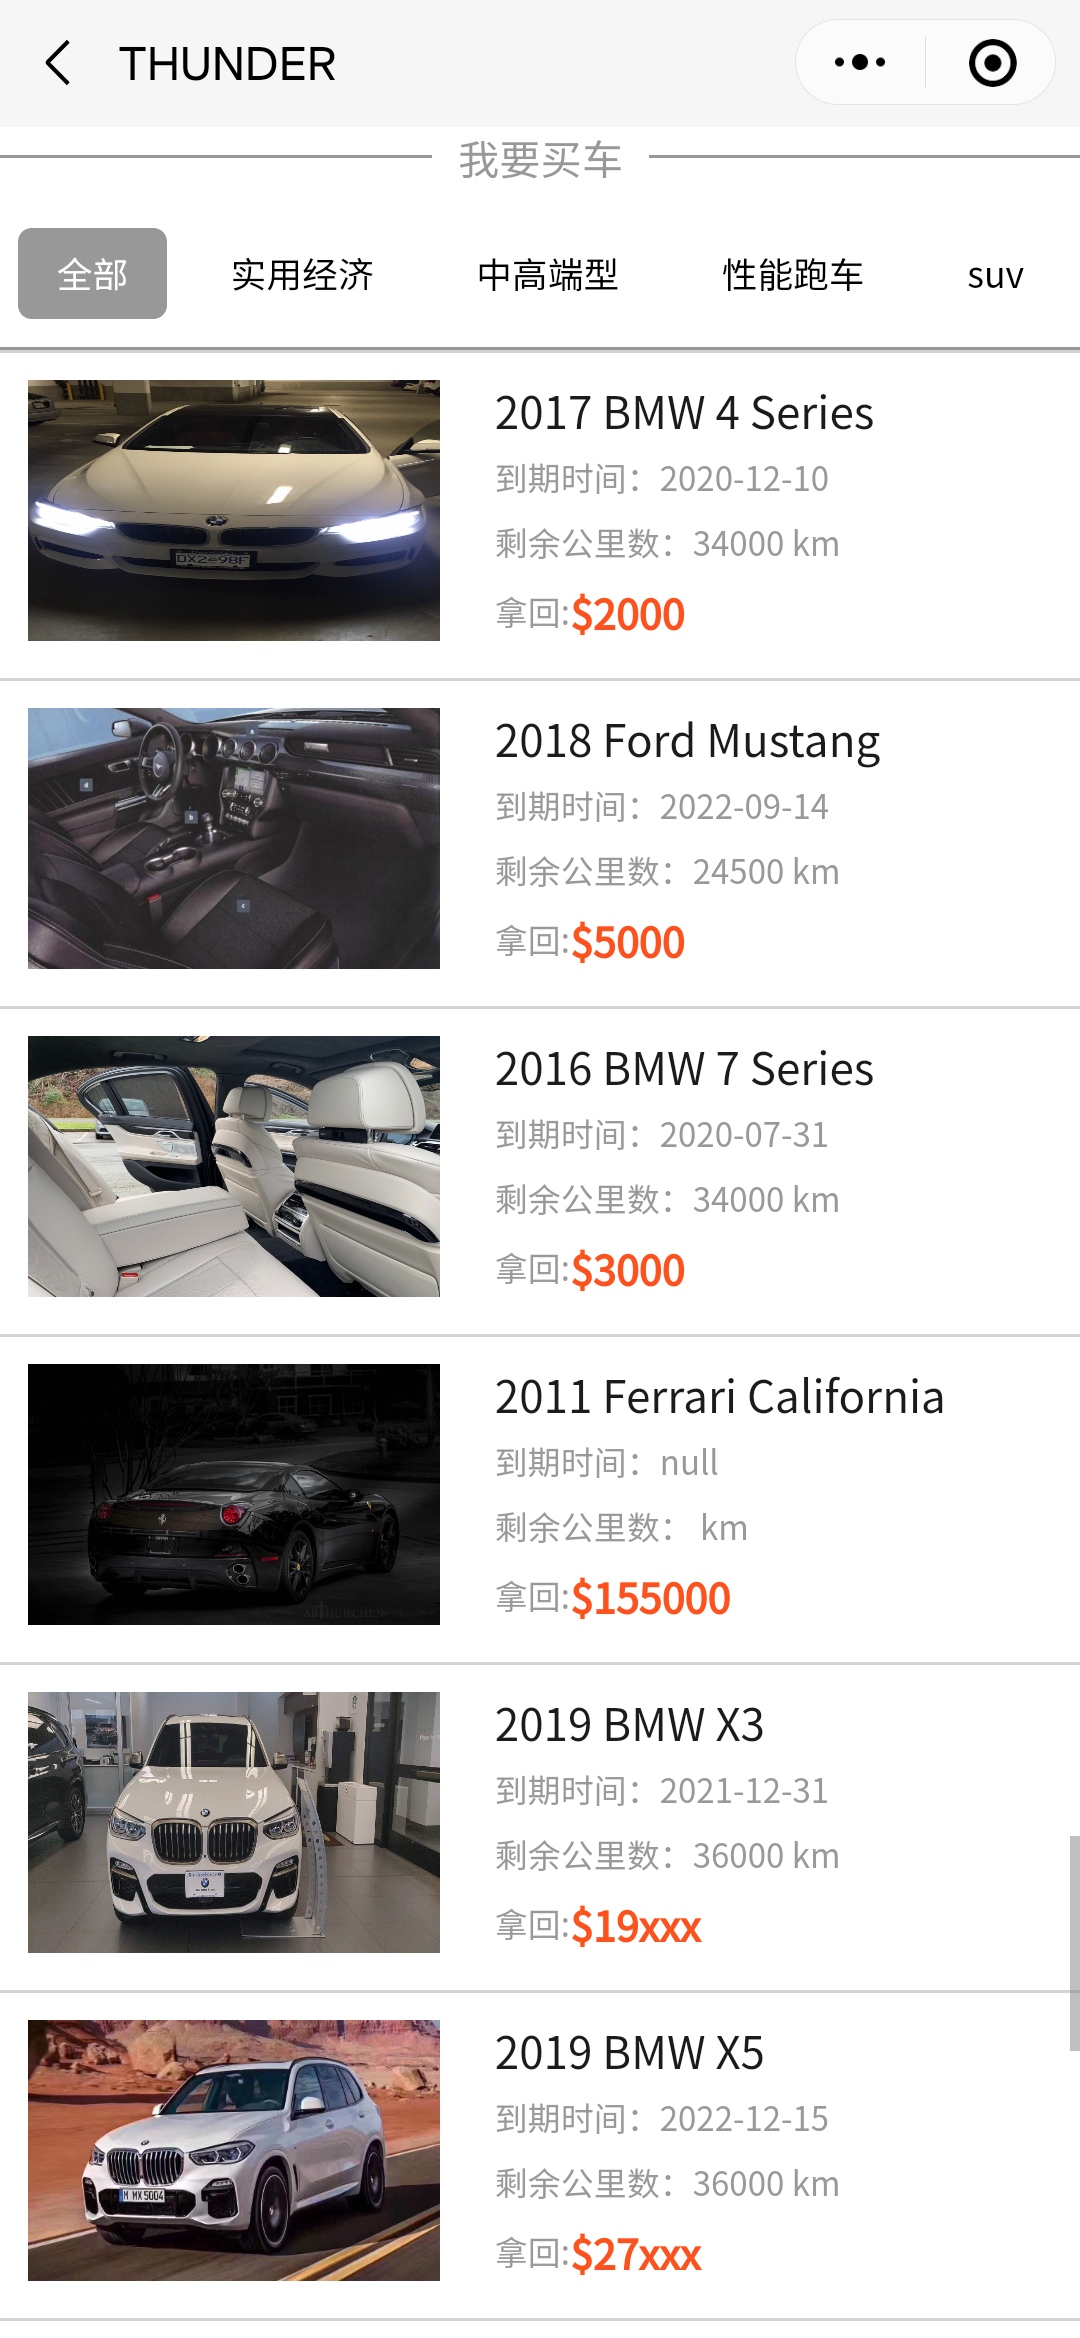 THUNDER
我要买车
全部 实用经济 中高端型 性能跑车 suv
2017 BMW 4 Series
到期时间：2020-12-10
剩余公里数：34000 km
拿回:$2000
2018 Ford Mustang
到期时间：2022-09-14
剩余公里数：24500 km
拿回:$5000
2016 BMW 7 Series
到期时间：2020-07-31
剩余公里数：34000 km
拿回:$3000
2011 Ferrari California
到期时间：null
剩余公里数： km
拿回:$155000
ARTHUR CHEN
2019 BMW X3
到期时间：2021-12-31
剩余公里数：36000 km
拿回:$19xxx
2019 BMW X5
到期时间：2022-12-15
剩余公里数：36000 km
拿回:$27xxx
M MX 5004